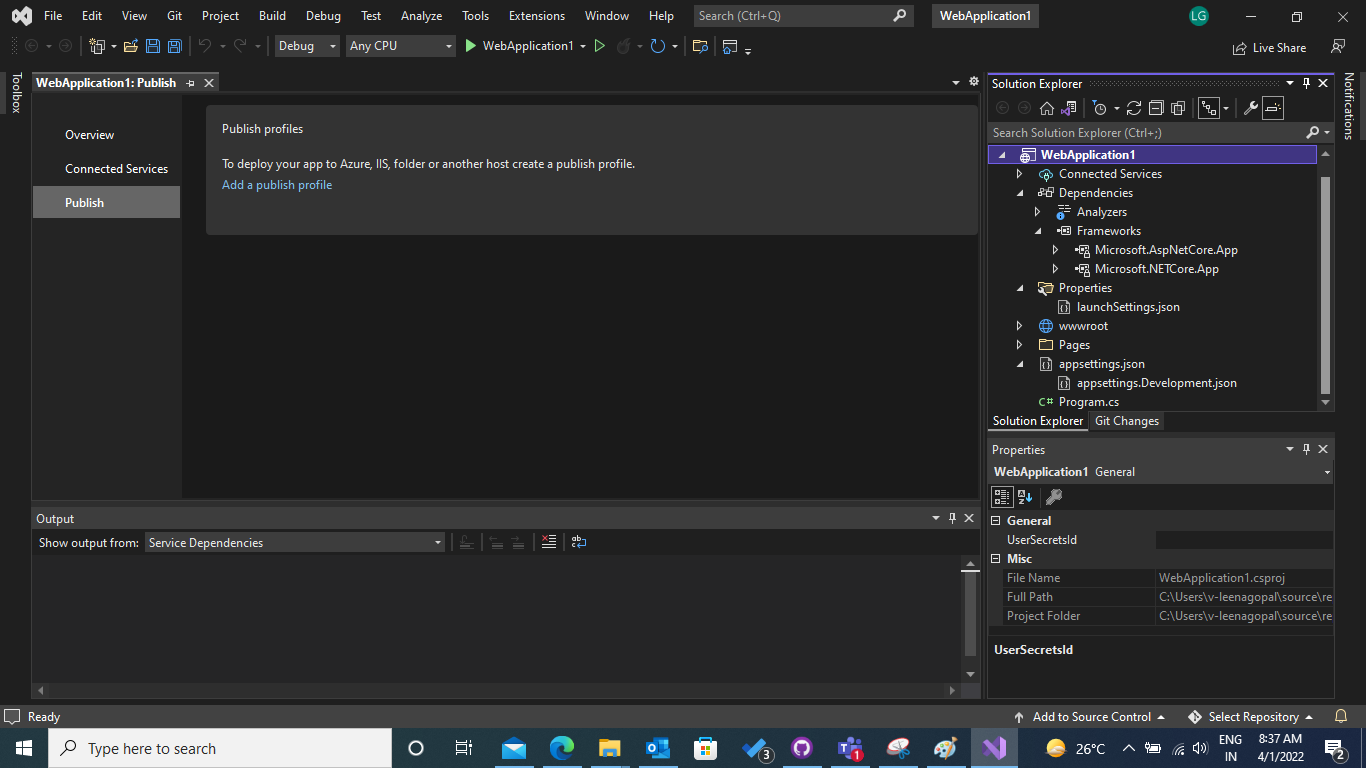 File Edit View Git Project Build Debug Test Analyze Tools Extensions Window Help Search (Ctrl+Q) WebApplication1 LG
Debug Any CPU WebApplication1 Live Share
Toolbox
WebApplication1: Publish
Overview
Connected Services
Publish
Publish profiles
To deploy your app to Azure, IIS, folder or another host create a publish profile.
Add a publish profile
Output
Show output from: Service Dependencies
Solution Explorer
Search Solution Explorer (Ctrl+;)
WebApplication1
Connected Services
Dependencies
Analyzers
Frameworks
Microsoft.AspNetCore.App
Microsoft.NETCore.App
Properties
launchSettings.json
wwwroot
Pages
appsettings.json
appsettings.Development.json
C# Program.cs
Solution Explorer Git Changes
Properties
WebApplication1 General
General
UserSecretsId
Misc
File Name WebApplication1.csproj
Full Path C:\Users\v-leenagopal\source\re
Project Folder C:\Users\v-leenagopal\source\re
UserSecretsId
Notifications
Ready Add to Source Control Select Repository
Type here to search 3 1 26°C ENG 8:37 AM 2
IN 4/1/2022